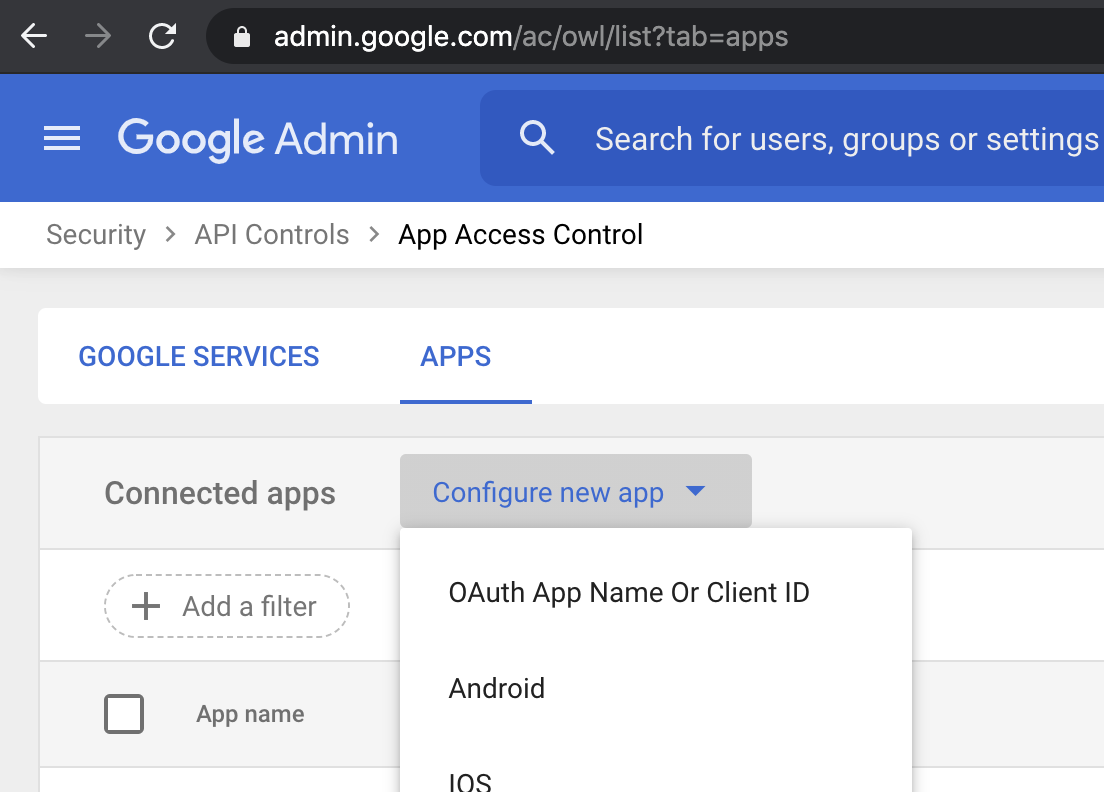 admin.google.com/ac/owl/list?tab=apps
Google Admin
Search for users, groups or settings
Security > API Controls > App Access Control
GOOGLE SERVICES
APPS
Connected apps
Configure new app
OAuth App Name Or Client ID
Add a filter
Android
App name
IOS